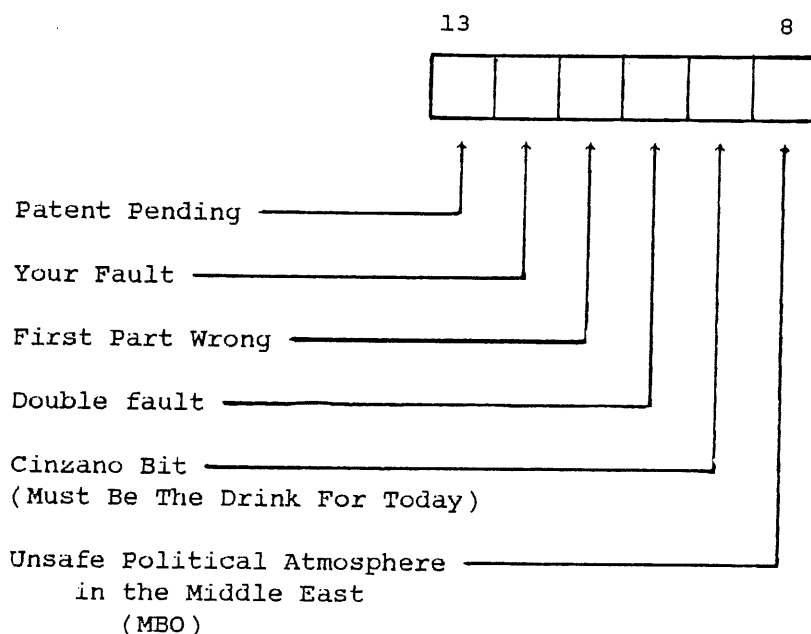 13 8
Patent Pending
Your Fault
First Part Wrong
Double fault
Cinzano Bit
(Must Be The Drink For Today)
Unsafe Political Atmosphere
in the Middle East
(MBO)